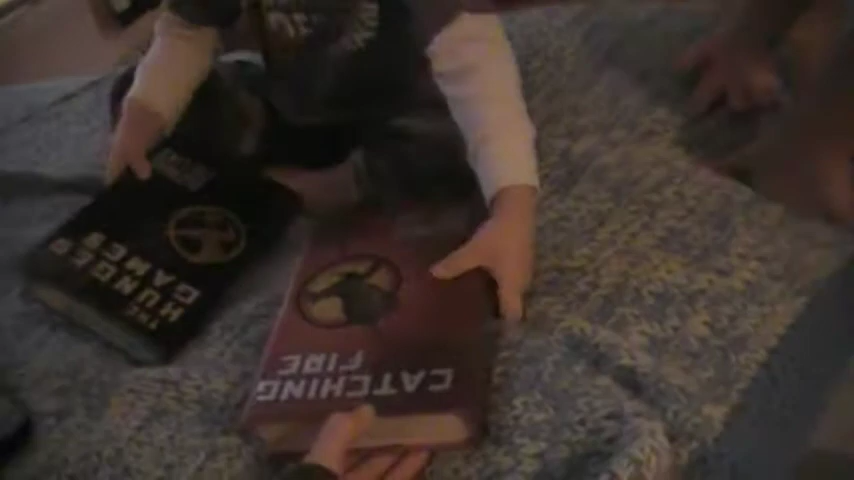 THE
HUNGER
GAMES
CATCHING
FIRE